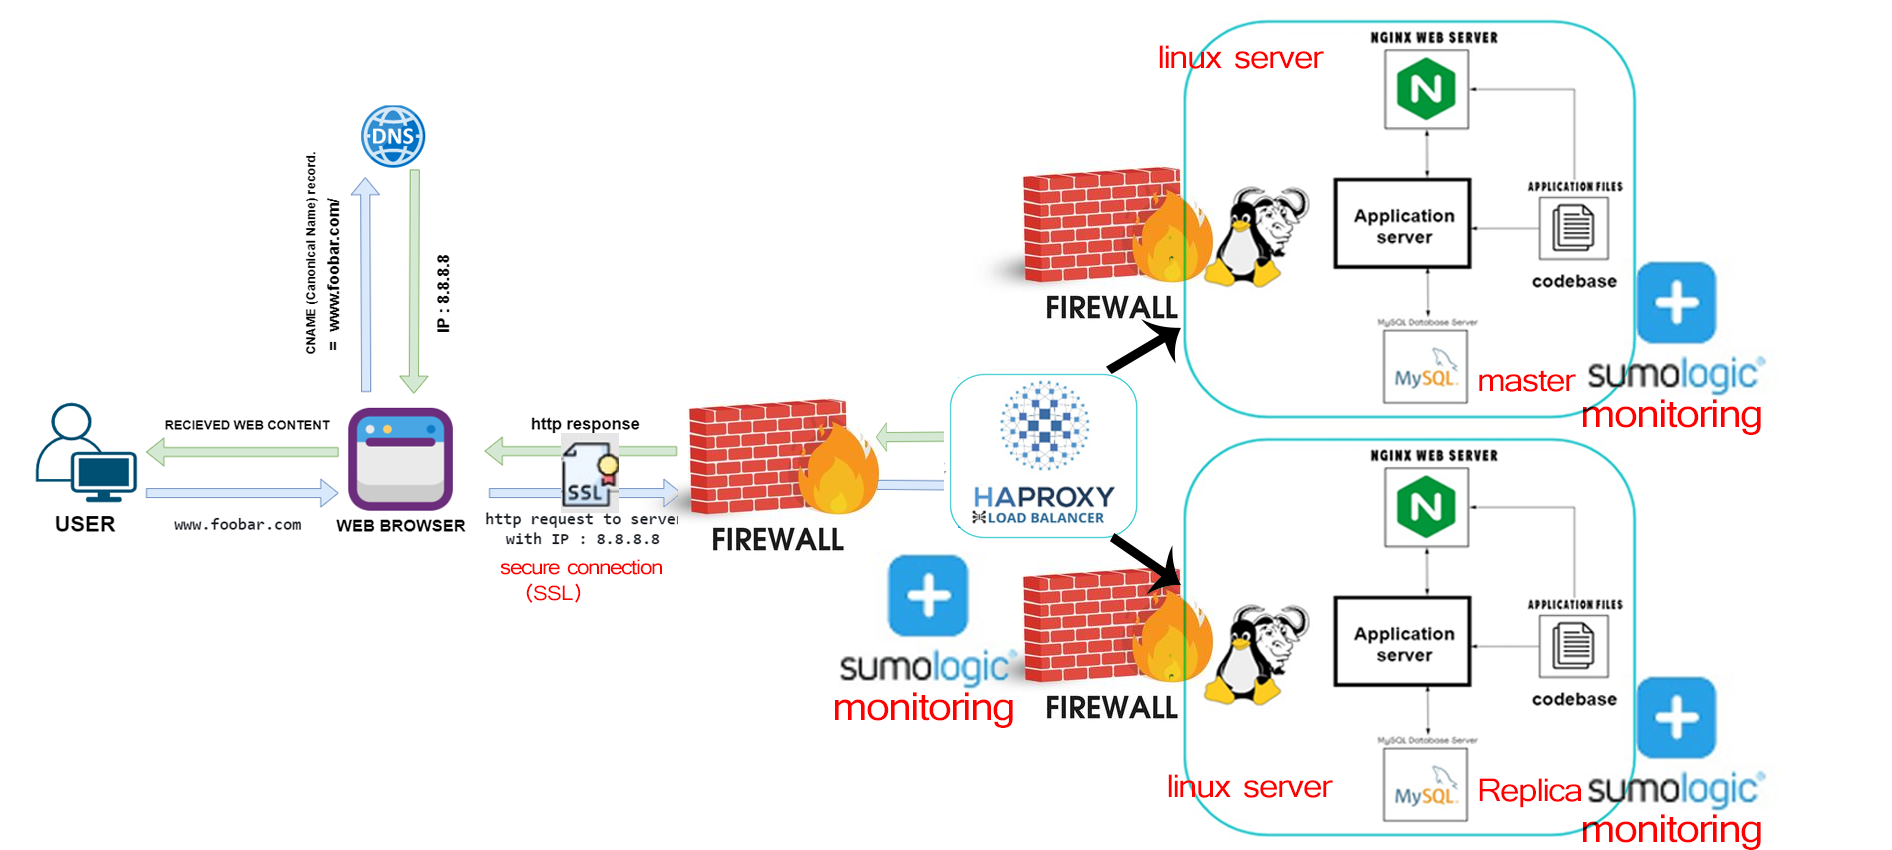 DNS
CNAME (Canonical Name) record.
= www.foobar.com/
IP : 8.8.8.8
USER
RECIEVED WEB CONTENT
www.foobar.com
WEB BROWSER
http response
SSL
http request to server
with IP : 8.8.8.8
secure connection
(SSL)
FIREWALL
HAPROXY
LOAD BALANCER
sumologic®
monitoring
FIREWALL
linux server
NGINX WEB SERVER
N
Application
server
APPLICATION FILES
codebase
MySQL Database Server
MySQL.
master
sumologic®
monitoring
FIREWALL
linux server
NGINX WEB SERVER
N
Application
server
APPLICATION FILES
codebase
MySQL Database Server
MySQL.
Replica
sumologic®
monitoring